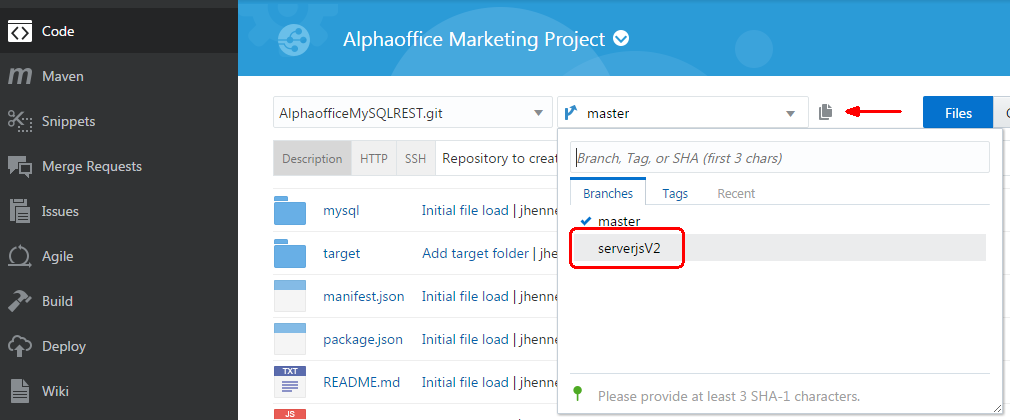 Code
Maven
Snippets
Merge Requests
Issues
Agile
Build
Deploy
Wiki
Alphaoffice Marketing Project
AlphaofficeMySQLREST.git
master
Files
Description HTTP SSH Repository to creat
mysql Initial file load | jhenne
target Add target folder | jhe
manifest.json Initial file load | jhenne
package.json Initial file load | jhenne
TXT README.md Initial file load | jhenne
JS
Branch, Tag, or SHA (first 3 chars)
Branches Tags Recent
master
serverjsV2
Please provide at least 3 SHA-1 characters.